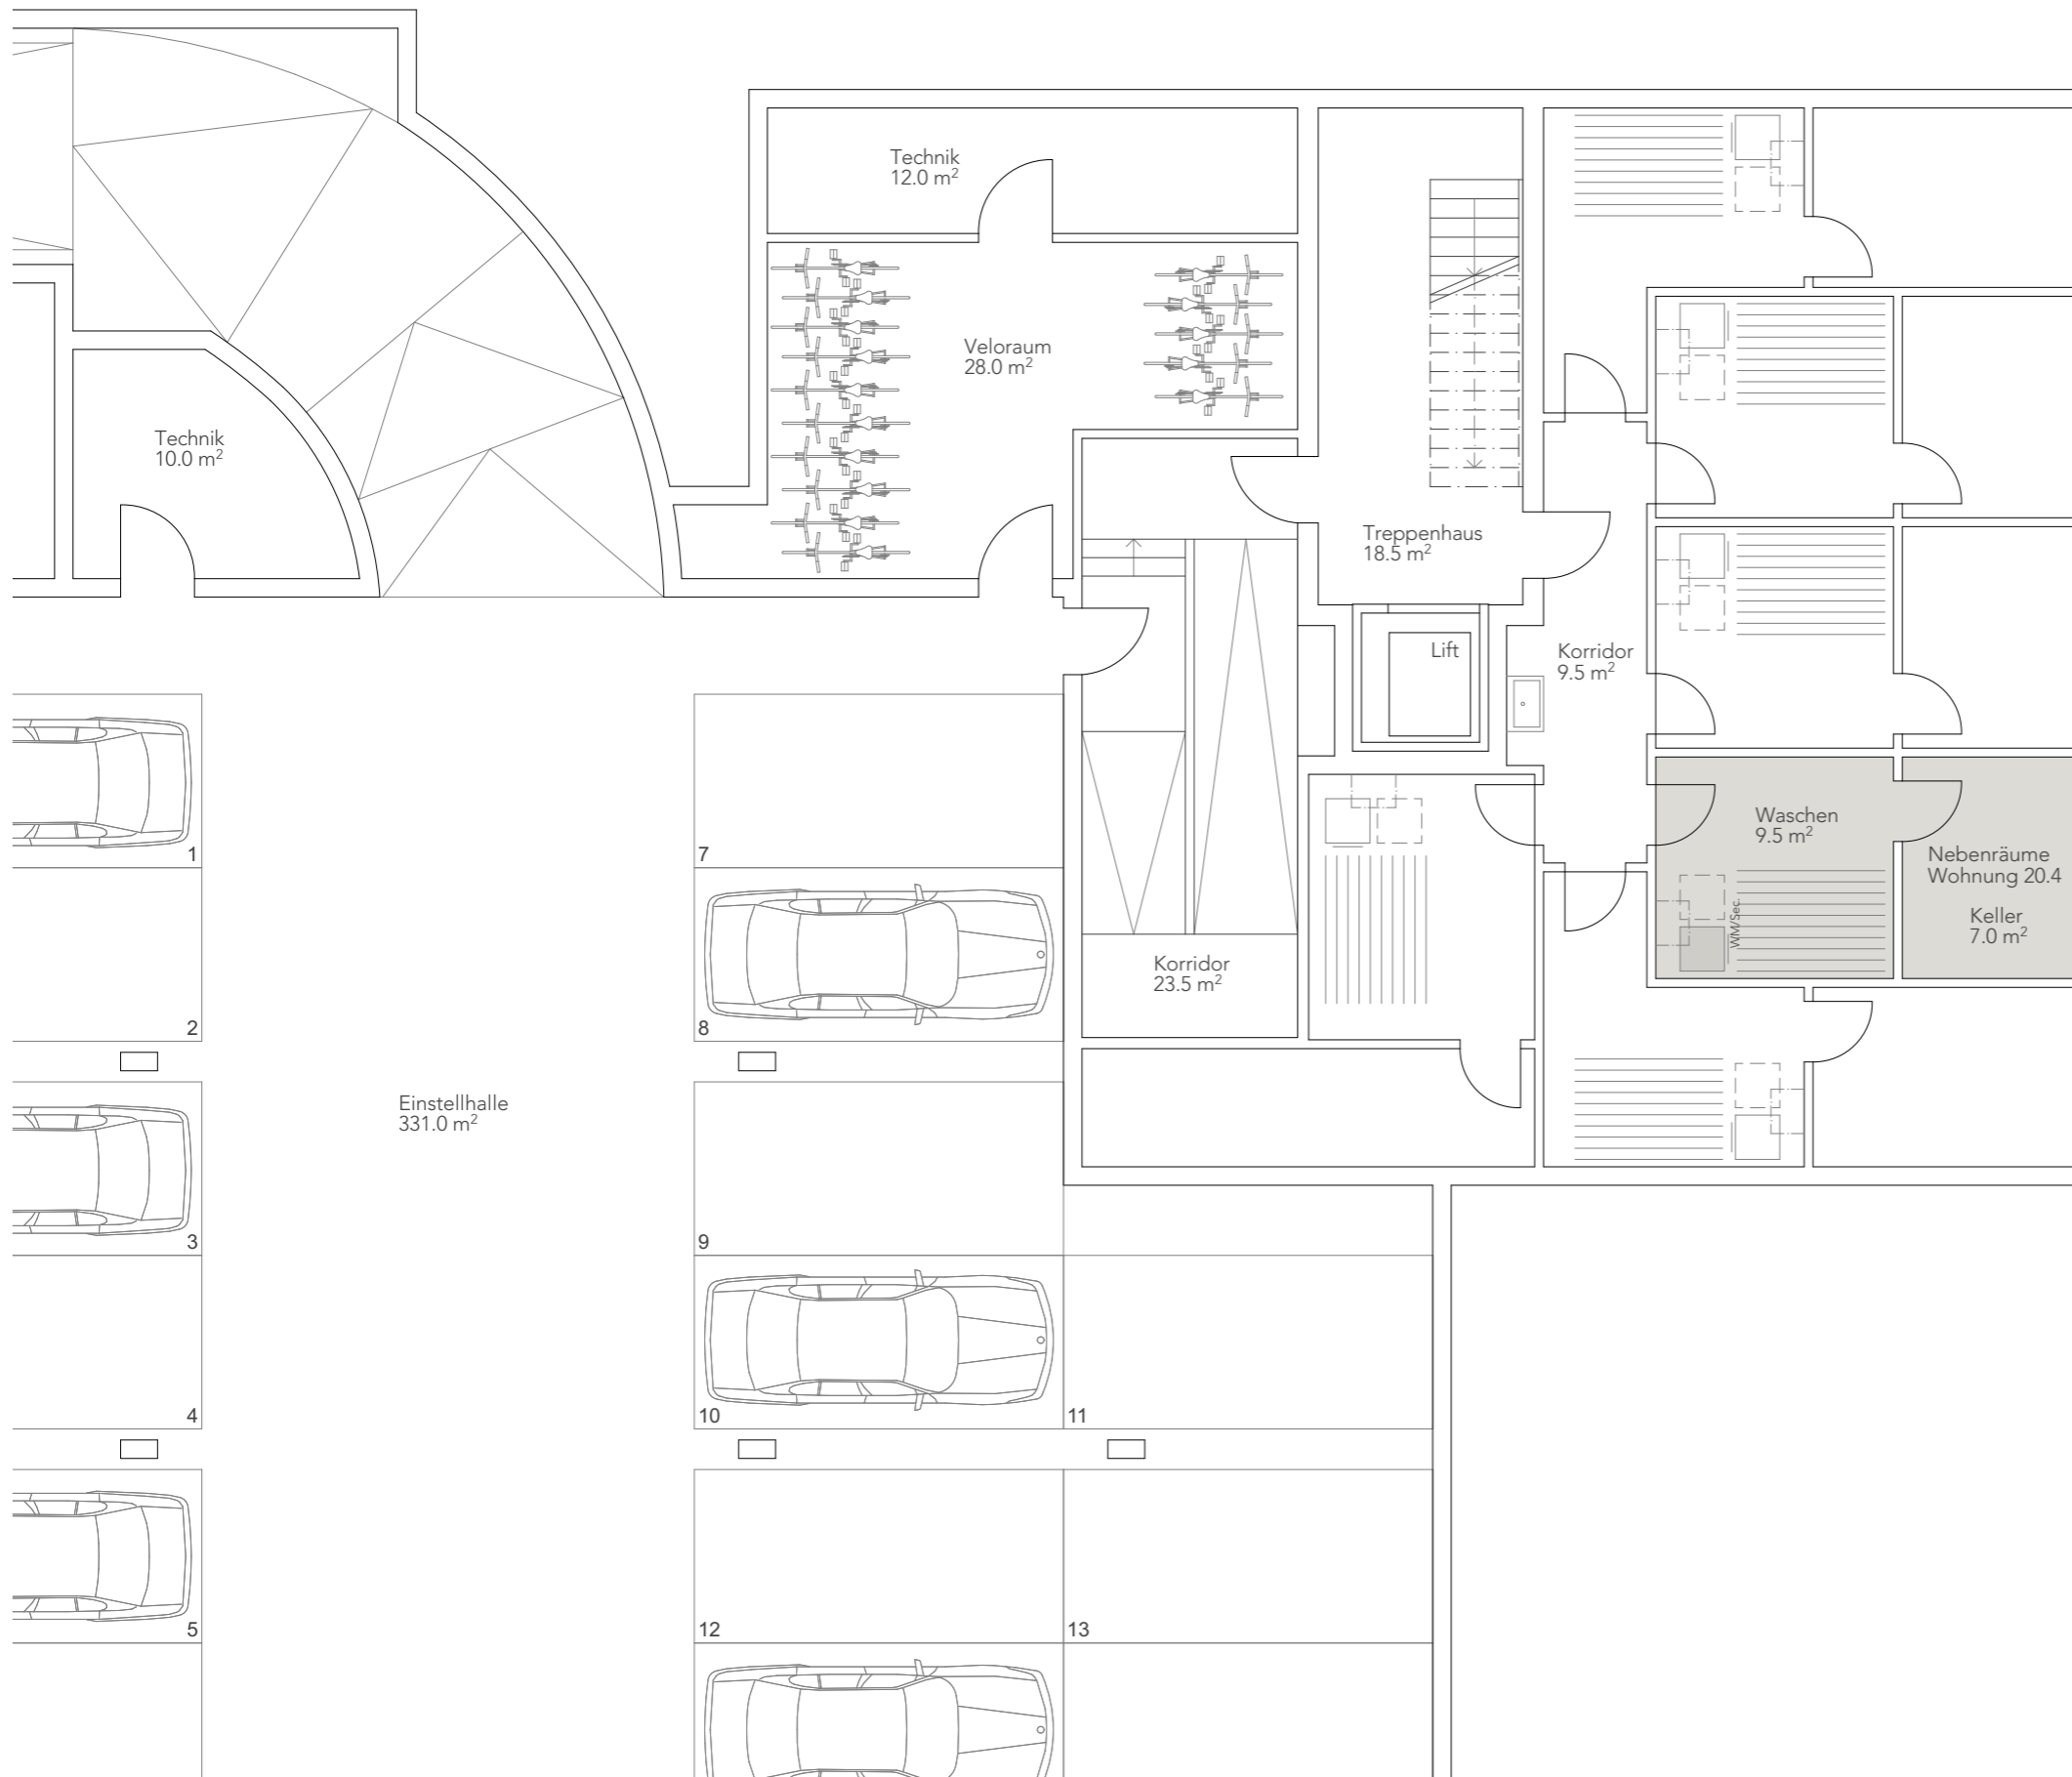 Technik
12.0 m²
Veloraum
28.0 m²
Technik
10.0 m²
Treppenhaus
18.5 m²
Lift
Korridor
9.5 m²
Waschen
9.5 m²
WM/Sec.
Nebenräume
Wohnung 20.4
Keller
7.0 m²
Korridor
23.5 m²
Einstellhalle
331.0 m²
1
7
2
8
3
9
4
10
11
5
12
13